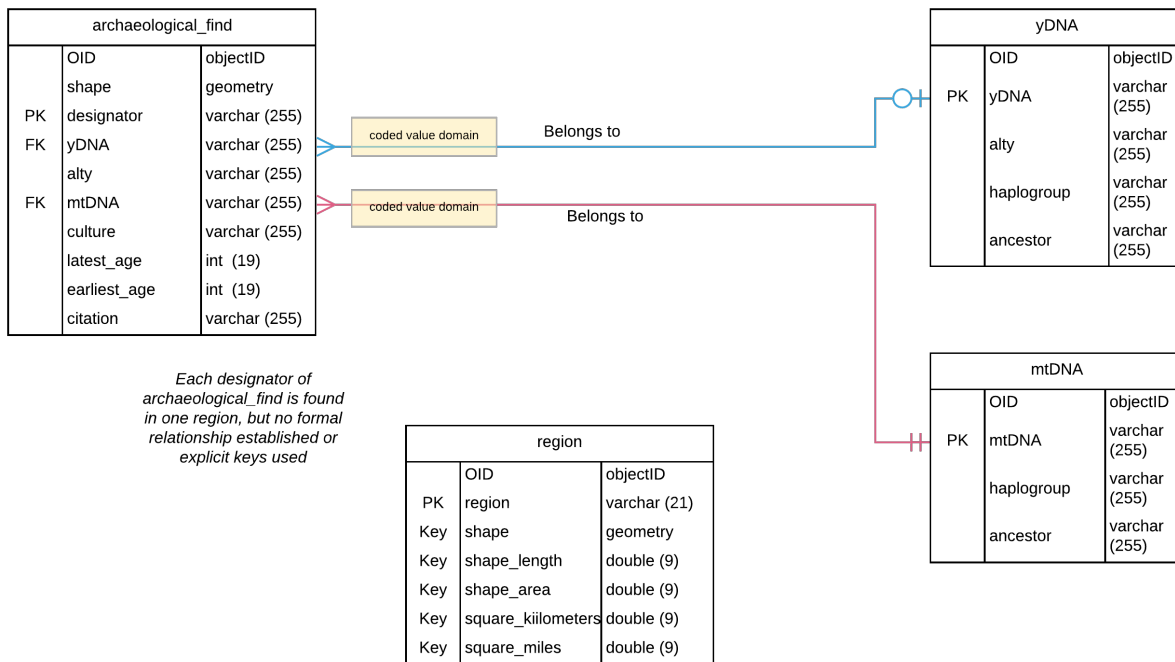 archaeological_find
OID objectID
shape geometry
PK designator varchar (255)
FK yDNA varchar (255)
alty varchar (255)
FK mtDNA varchar (255)
culture varchar (255)
latest_age int (19)
earliest_age int (19)
citation varchar (255)
coded value domain
Belongs to
coded value domain
Belongs to
yDNA
OID objectID
PK yDNA varchar
(255)
alty varchar
(255)
haplogroup varchar
(255)
ancestor varchar
(255)
mtDNA
OID objectID
PK mtDNA varchar
(255)
haplogroup varchar
(255)
ancestor varchar
(255)
Each designator of
archaeological_find is found
in one region, but no formal
relationship established or
explicit keys used
region
OID objectID
PK region varchar (21)
Key shape geometry
Key shape_length double (9)
Key shape_area double (9)
Key square_kiilometers double (9)
Key square_miles double (9)